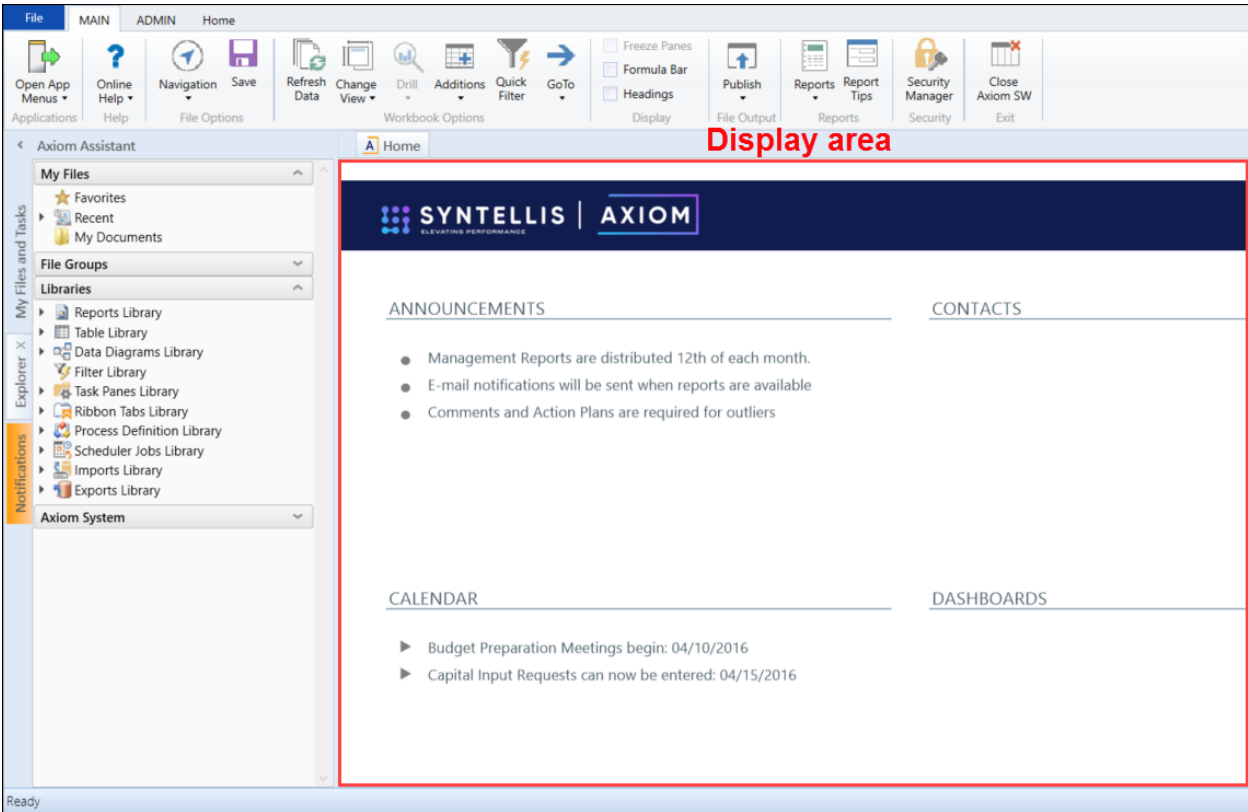 File MAIN ADMIN Home
Freeze Panes
Formula Bar
Headings
Open App Menus
Online Help
Navigation
Save
Refresh Data
Change View
Drill
Additions
Quick Filter
GoTo
Publish
Reports
Report Tips
Security Manager
Close Axiom SW
Applications Help File Options Workbook Options Display File Output Reports Security Exit
Display area
Axiom Assistant
A Home
My Files and Tasks
Explorer
Notifications
My Files
Favorites
Recent
My Documents
File Groups
Libraries
Reports Library
Table Library
Data Diagrams Library
Filter Library
Task Panes Library
Ribbon Tabs Library
Process Definition Library
Scheduler Jobs Library
Imports Library
Exports Library
Axiom System
SYNTELLIS | AXIOM
ELEVATING PERFORMANCE
ANNOUNCEMENTS
Management Reports are distributed 12th of each month.
E-mail notifications will be sent when reports are available
Comments and Action Plans are required for outliers
CONTACTS
CALENDAR
Budget Preparation Meetings begin: 04/10/2016
Capital Input Requests can now be entered: 04/15/2016
DASHBOARDS
Ready